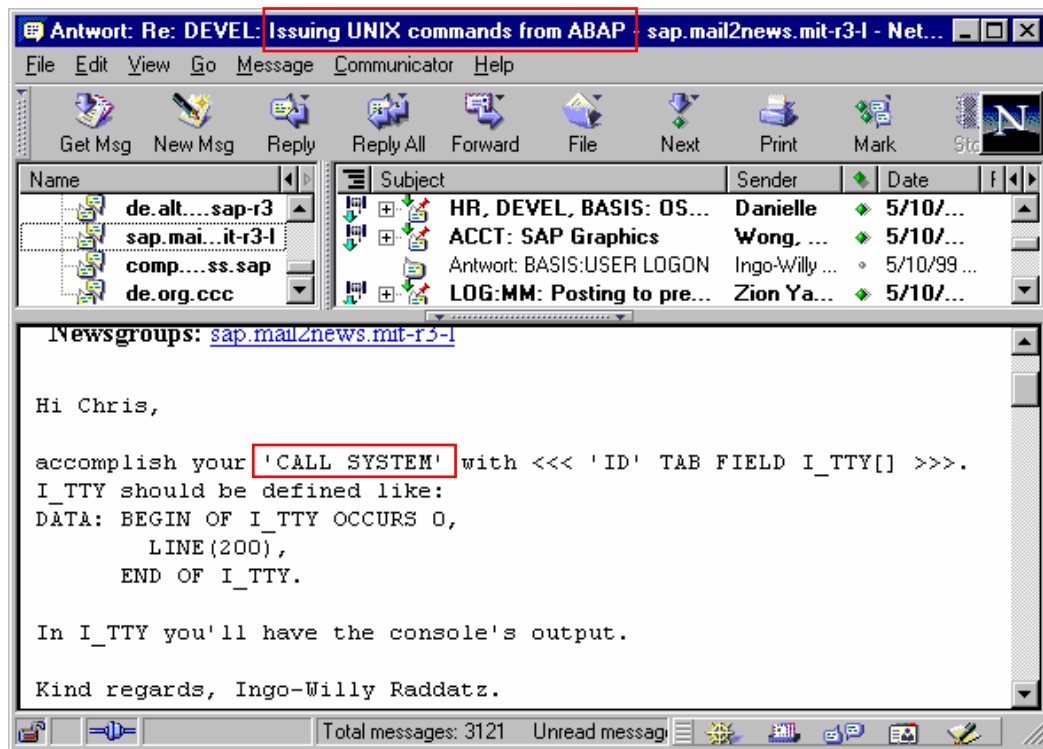 Antwort: Re: DEVEL: Issuing UNIX commands from ABAP - sap.mail2news.mit-r3-l - Net...
File Edit View Go Message Communicator Help
Get Msg New Msg Reply Reply All Forward File Next Print Mark
Name
de.alt....sap-r3
sap.mai...it-r3-l
comp....ss.sap
de.org.ccc
Subject Sender Date
HR, DEVEL, BASIS: OS... Danielle 5/10/...
ACCT: SAP Graphics Wong, ... 5/10/...
Antwort: BASIS:USER LOGON Ingo-Willy ... 5/10/99 ...
LOG:MM: Posting to pre... Zion Ya... 5/10/...
Newsgroups: sap.mail2news.mit-r3-l
Hi Chris,
accomplish your 'CALL SYSTEM' with <<< 'ID' TAB FIELD I_TTY[] >>>.
I_TTY should be defined like:
DATA: BEGIN OF I_TTY OCCURS 0,
LINE(200),
END OF I_TTY.
In I_TTY you'll have the console's output.
Kind regards, Ingo-Willy Raddatz.
Total messages: 3121 Unread messag